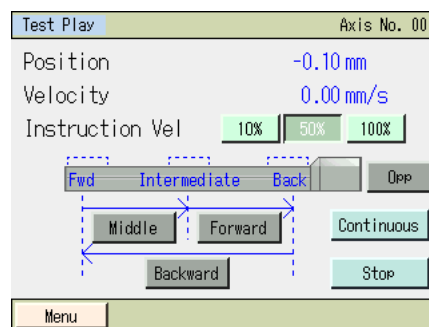 Test Play Axis No. 00
Position -0.10 mm
Velocity 0.00 mm/s
Instruction Vel 10% 50% 100%
Fwd Intermediate Back Opp
Middle Forward Continuous
Backward Stop
Menu